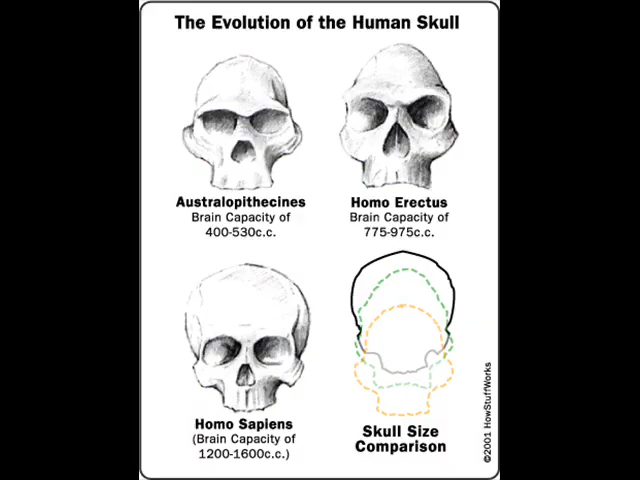 The Evolution of the Human Skull
Australopithecines
Brain Capacity of
400-530c.c.
Homo Erectus
Brain Capacity of
775-975c.c.
Homo Sapiens
(Brain Capacity of
1200-1600c.c.)
Skull Size
Comparison
©2001 HowStuffWorks